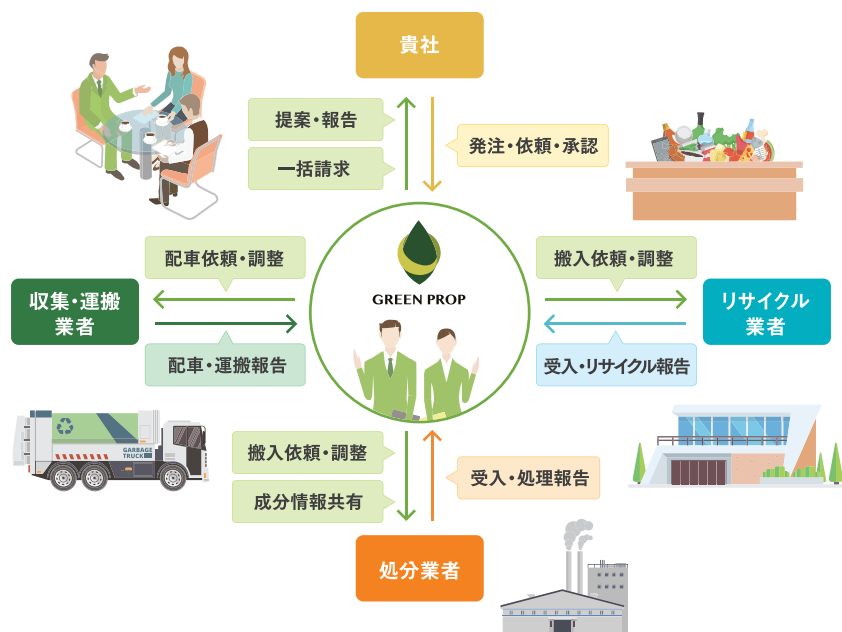 貴社
提案・報告
一括請求
発注・依頼・承認
配車依頼・調整
搬入依頼・調整
GREEN PROP
収集・運搬
業者
リサイクル
業者
配車・運搬報告
受入・リサイクル報告
GARBAGE
TRUCK
搬入依頼・調整
成分情報共有
受入・処理報告
処分業者